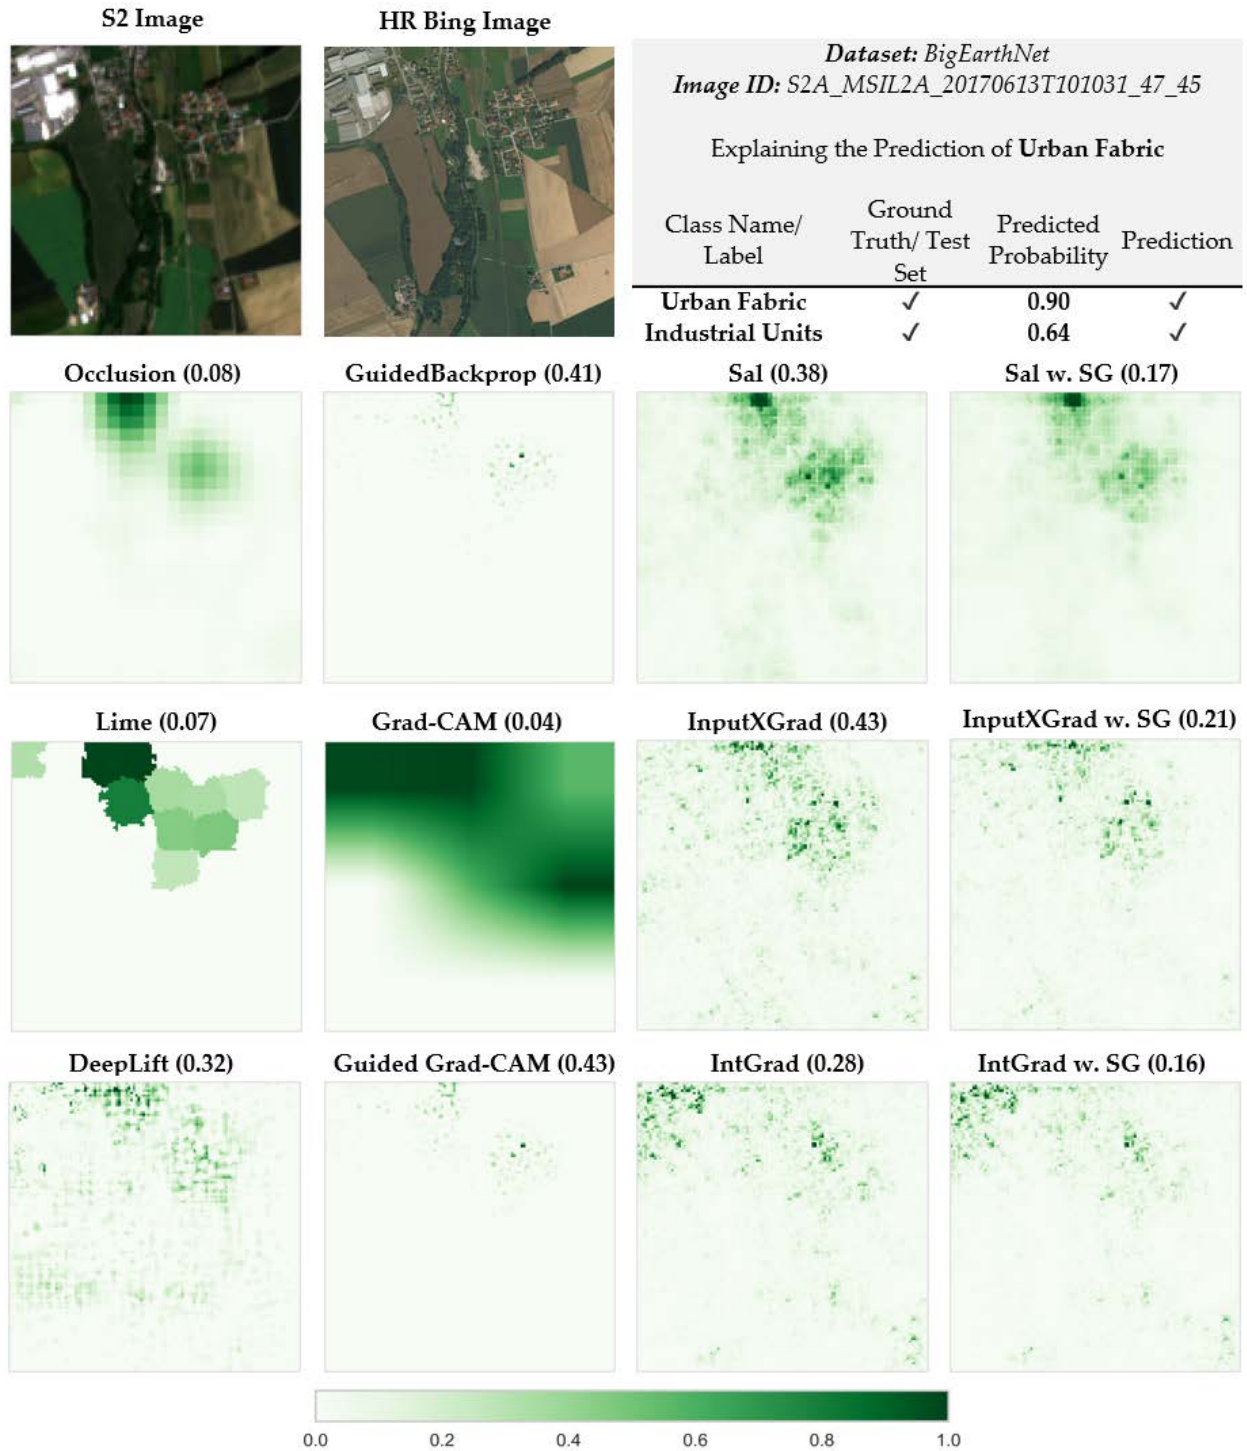 S2 Image
HR Bing Image
Dataset: BigEarthNet
Image ID: S2A_MSIL2A_20170613T101031_47_45
Explaining the Prediction of Urban Fabric
Class Name/ Label
Ground Truth/ Test Set
Predicted Probability
Prediction
Urban Fabric ✓ 0.90 ✓
Industrial Units ✓ 0.64 ✓
Occlusion (0.08)
GuidedBackprop (0.41)
Sal (0.38)
Sal w. SG (0.17)
Lime (0.07)
Grad-CAM (0.04)
InputXGrad (0.43)
InputXGrad w. SG (0.21)
DeepLift (0.32)
Guided Grad-CAM (0.43)
IntGrad (0.28)
IntGrad w. SG (0.16)
0.0 0.2 0.4 0.6 0.8 1.0